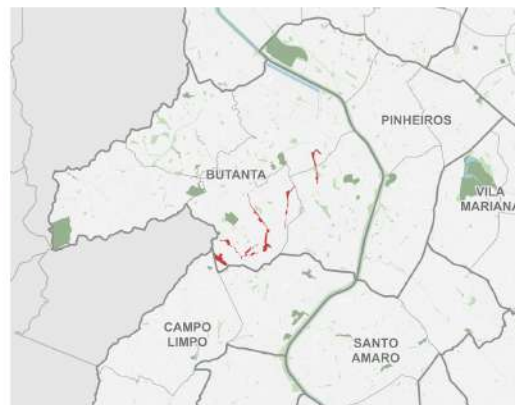 PINHEIROS
BUTANTA
VILA
MARIANA
CAMPO
LIMPO
SANTO
AMARO